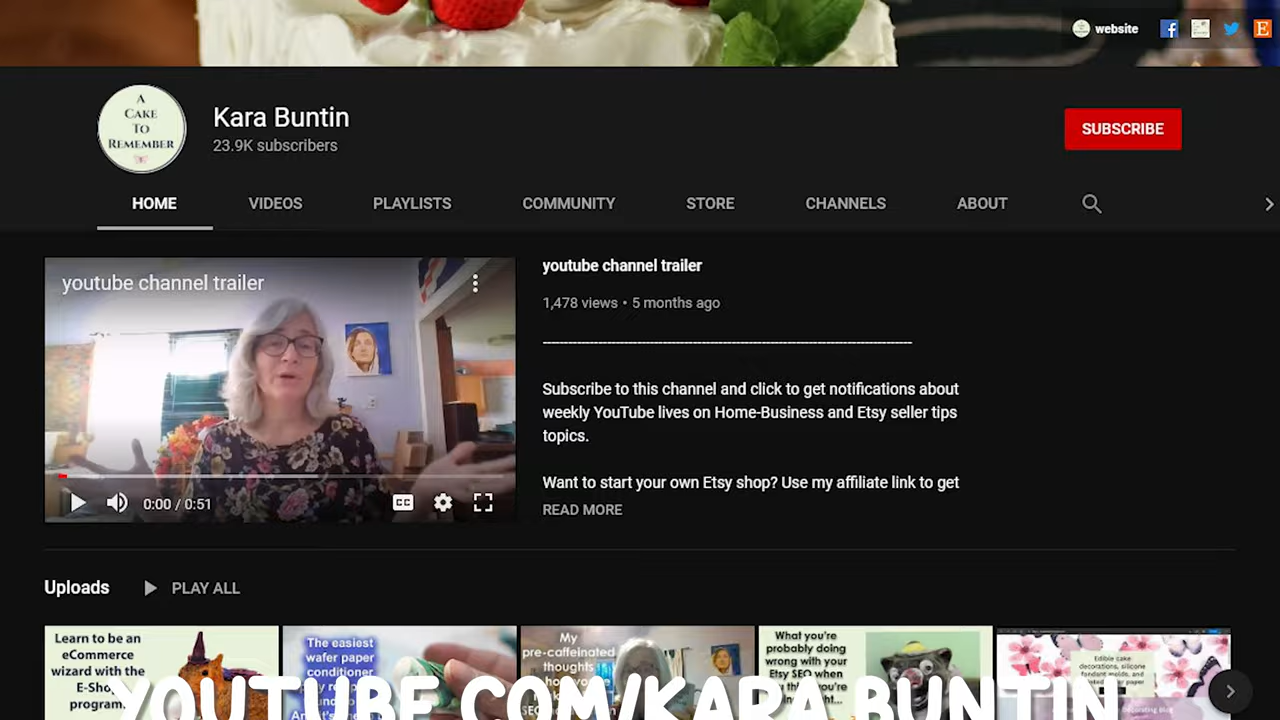 website
A
CAKE
TO
REMEMBER
Kara Buntin
23.9K subscribers
SUBSCRIBE
HOME VIDEOS PLAYLISTS COMMUNITY STORE CHANNELS ABOUT
youtube channel trailer
youtube channel trailer
1,478 views • 5 months ago
Subscribe to this channel and click to get notifications about
weekly YouTube lives on Home-Business and Etsy seller tips
topics.
Want to start your own Etsy shop? Use my affiliate link to get
READ MORE
CC
0:00 / 0:51
Uploads PLAY ALL
Learn to be an
eCommerce
wizard with the
E-Shop
program.
The easiest
wafer paper
conditioner
My
pre-caffeinated
thoughts
What you're
probably doing
wrong with your
Etsy SEO when
Edible cake
decorations, silicone
fondant molds, and
YOUTUBE.COM/KARA BUNTIN